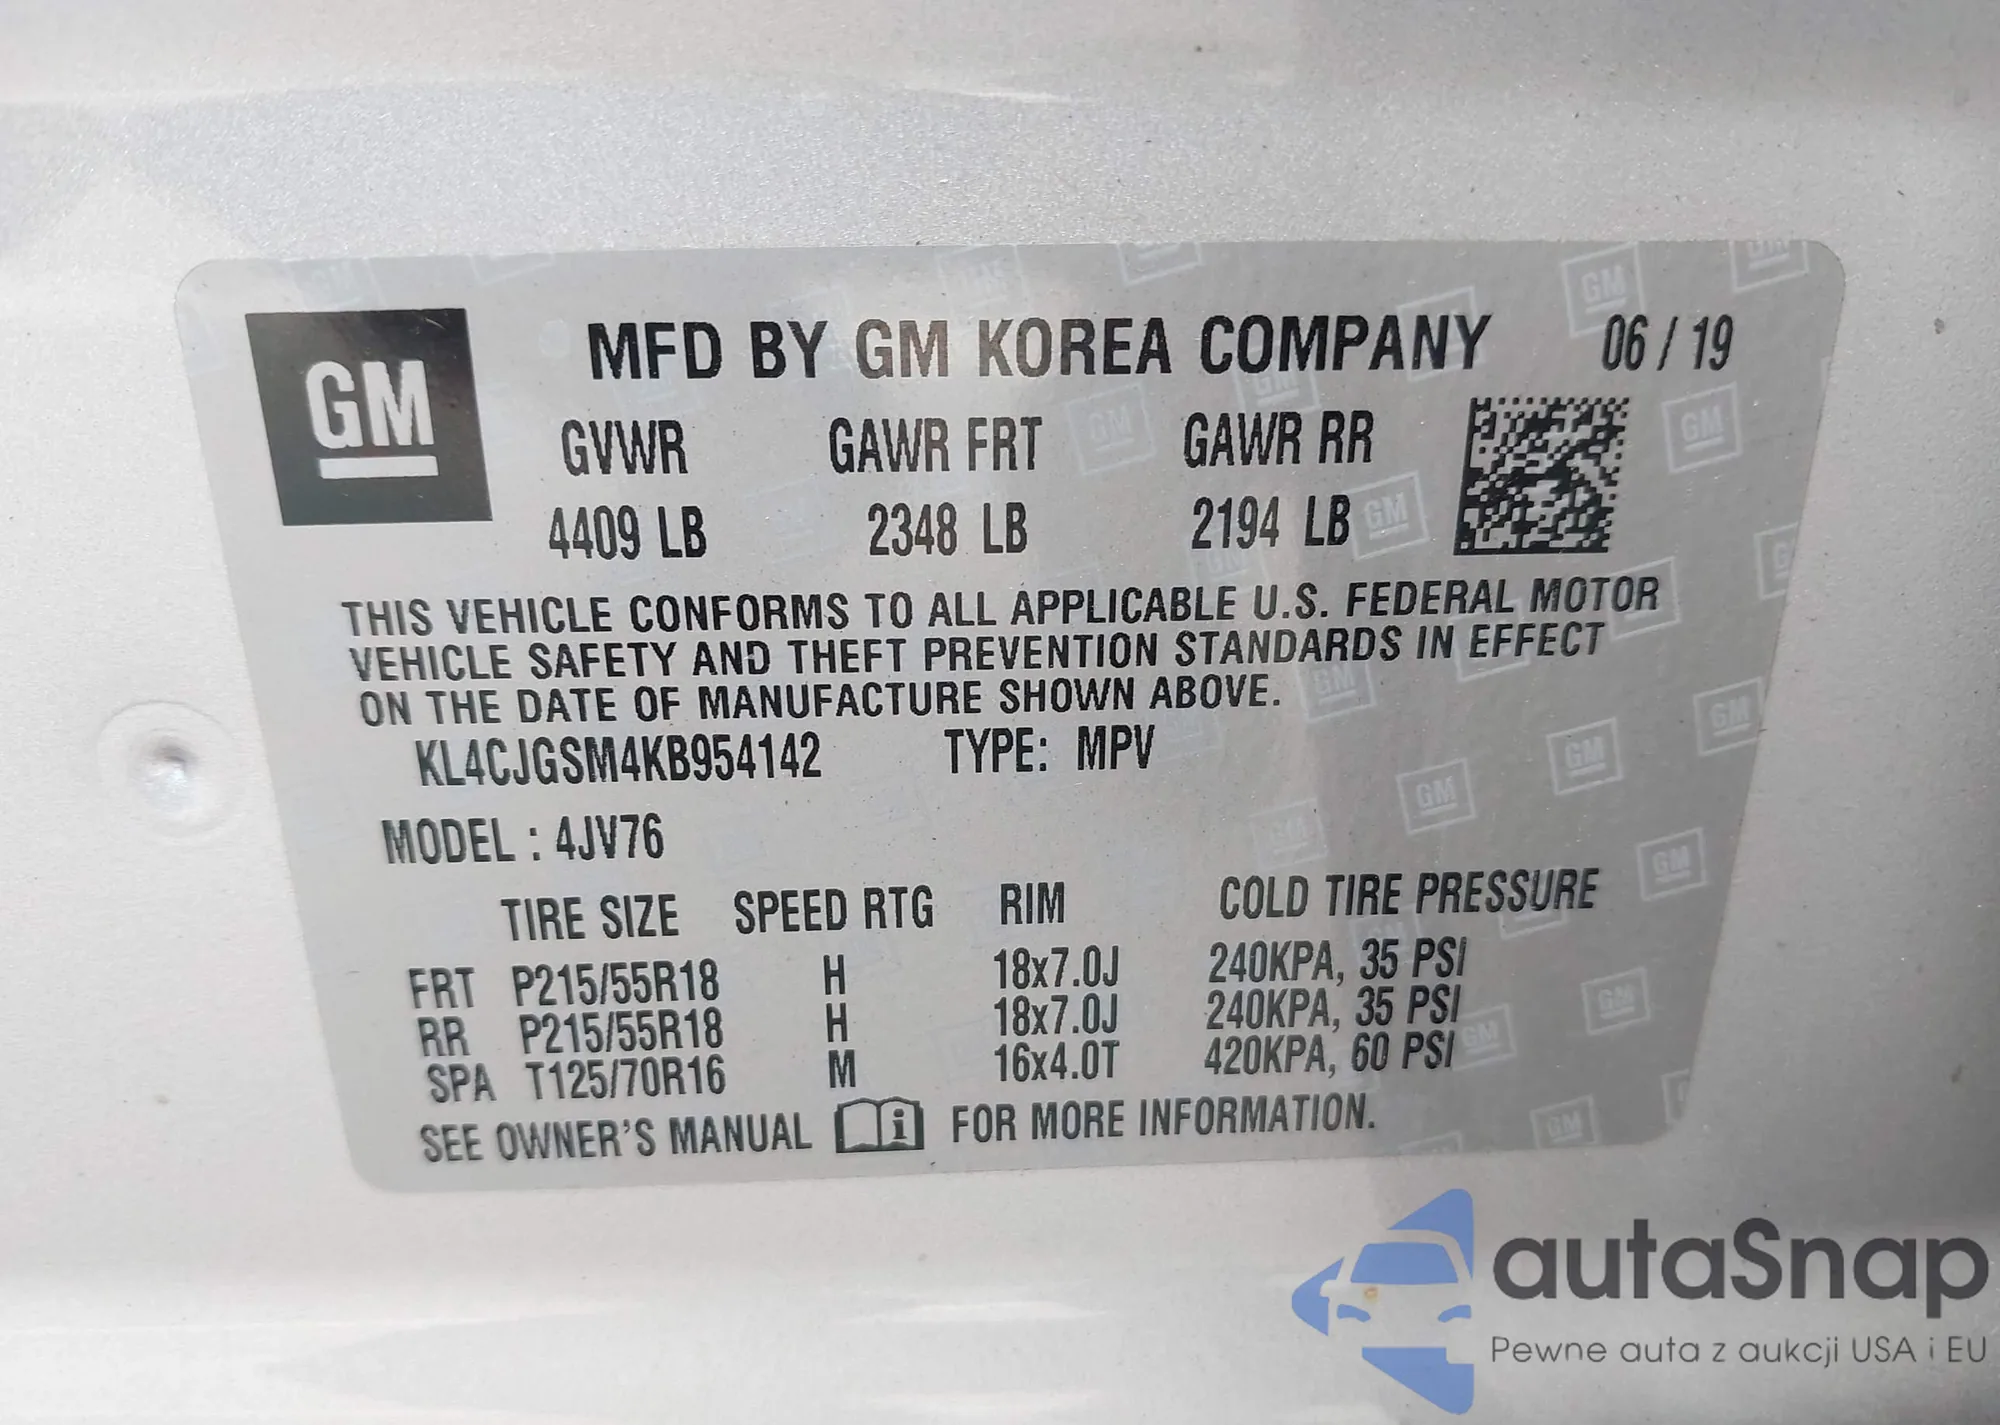 GM
MFD BY GM KOREA COMPANY 06 / 19
GVWR GAWR FRT GAWR RR
4409 LB 2348 LB 2194 LB
THIS VEHICLE CONFORMS TO ALL APPLICABLE U.S. FEDERAL MOTOR
VEHICLE SAFETY AND THEFT PREVENTION STANDARDS IN EFFECT
ON THE DATE OF MANUFACTURE SHOWN ABOVE.
KL4CJGSM4KB954142 TYPE: MPV
MODEL : 4JV76
TIRE SIZE SPEED RTG RIM COLD TIRE PRESSURE
FRT P215/55R18 H 18x7.0J 240KPA, 35 PSI
RR P215/55R18 H 18x7.0J 240KPA, 35 PSI
SPA T125/70R16 M 16x4.0T 420KPA, 60 PSI
SEE OWNER'S MANUAL i FOR MORE INFORMATION.
autaSnap
Pewne auta z aukcji USA i EU